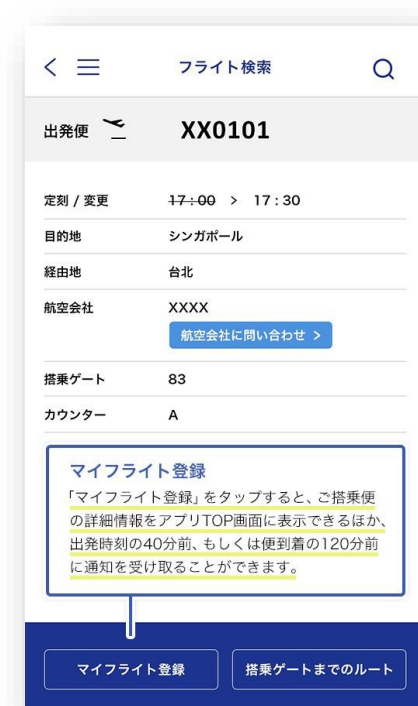 フライト検索
出発便 XX0101
定刻 / 変更 17:00 > 17:30
目的地 シンガポール
経由地 台北
航空会社 XXXX
航空会社に問い合わせ >
搭乗ゲート 83
カウンター A
マイフライト登録
「マイフライト登録」をタップすると、ご搭乗便
の詳細情報をアプリTOP画面に表示できるほか、
出発時刻の40分前、もしくは便到着の120分前
に通知を受け取ることができます。
マイフライト登録 搭乗ゲートまでのルート